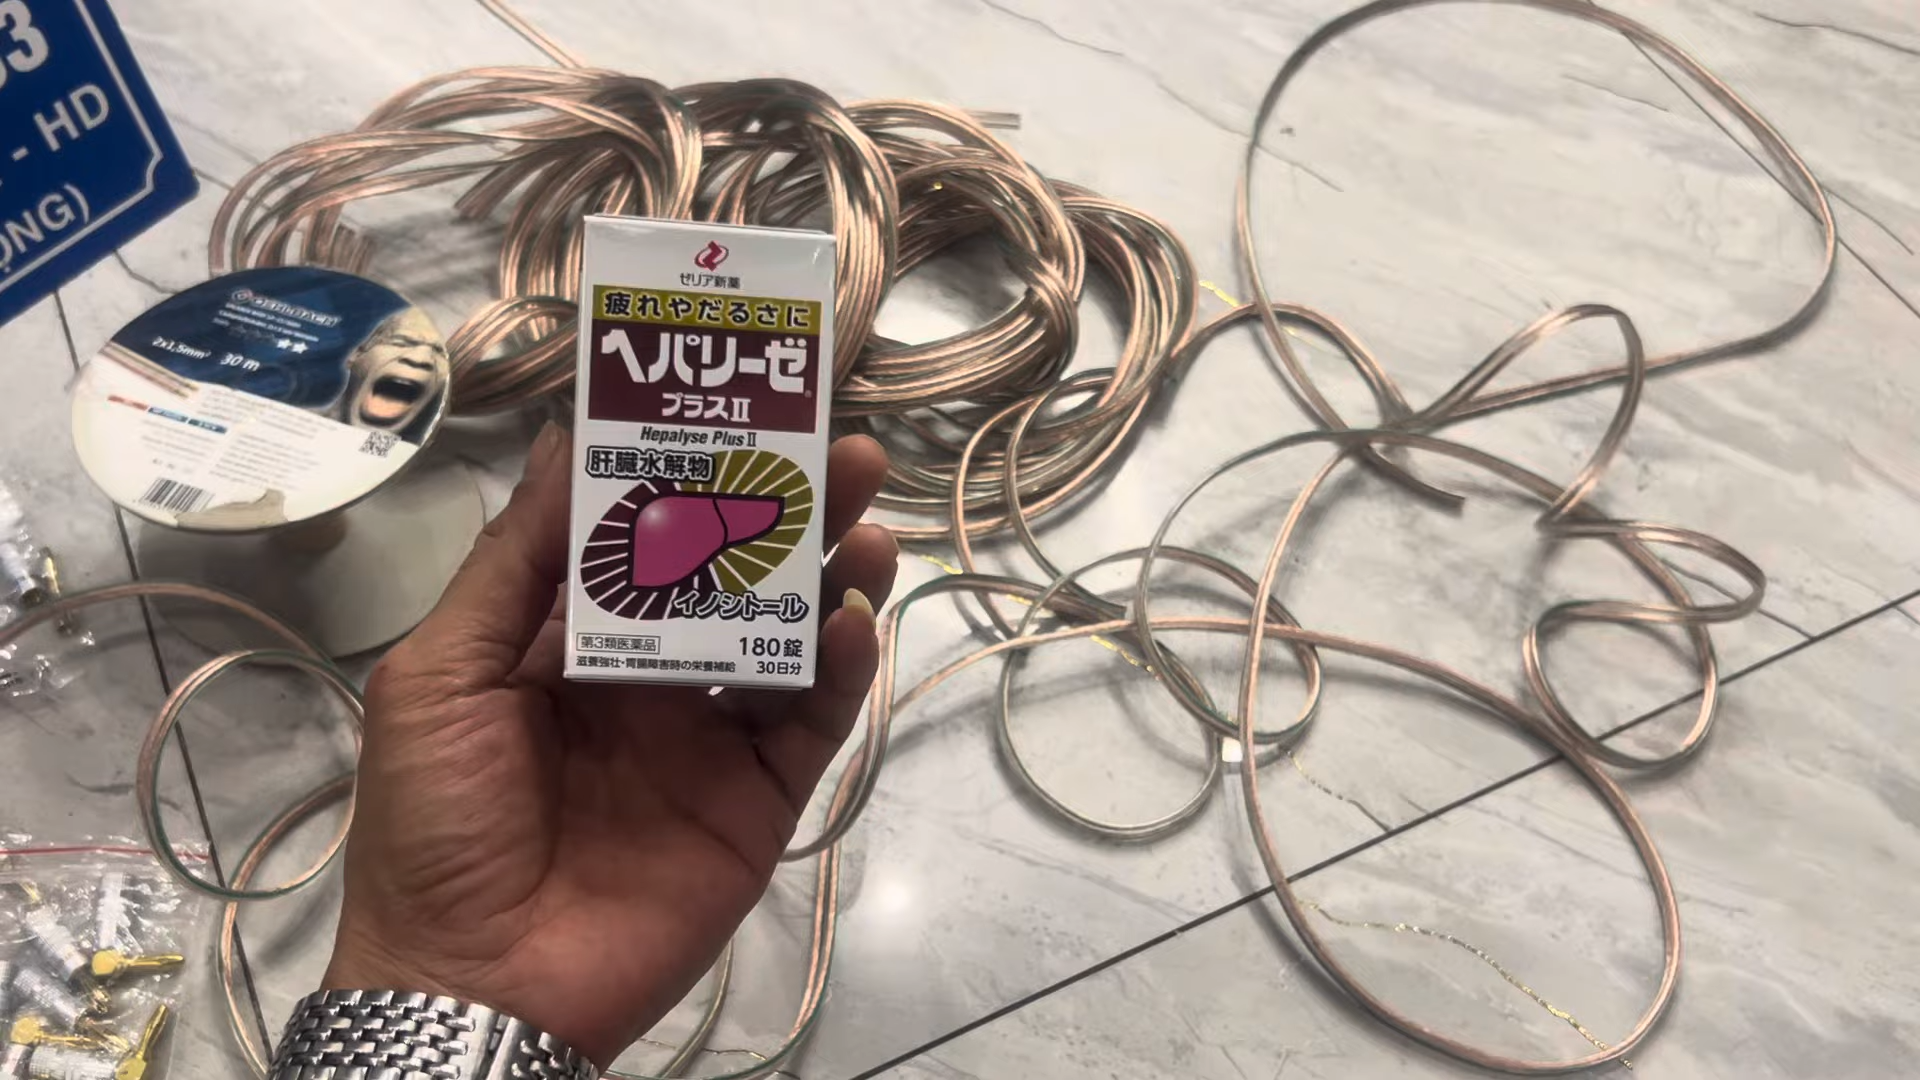 3
- HD
ỌNG)
OEHLBACH
2x1,5mm² 30 m
ゼリア新薬
疲れやだるさに
ヘパリーゼ®
プラスⅡ
Hepalyse PlusⅡ
肝臓水解物
イノシトール
第3類医薬品
180錠
滋養強壮・胃腸障害時の栄養補給
30日分